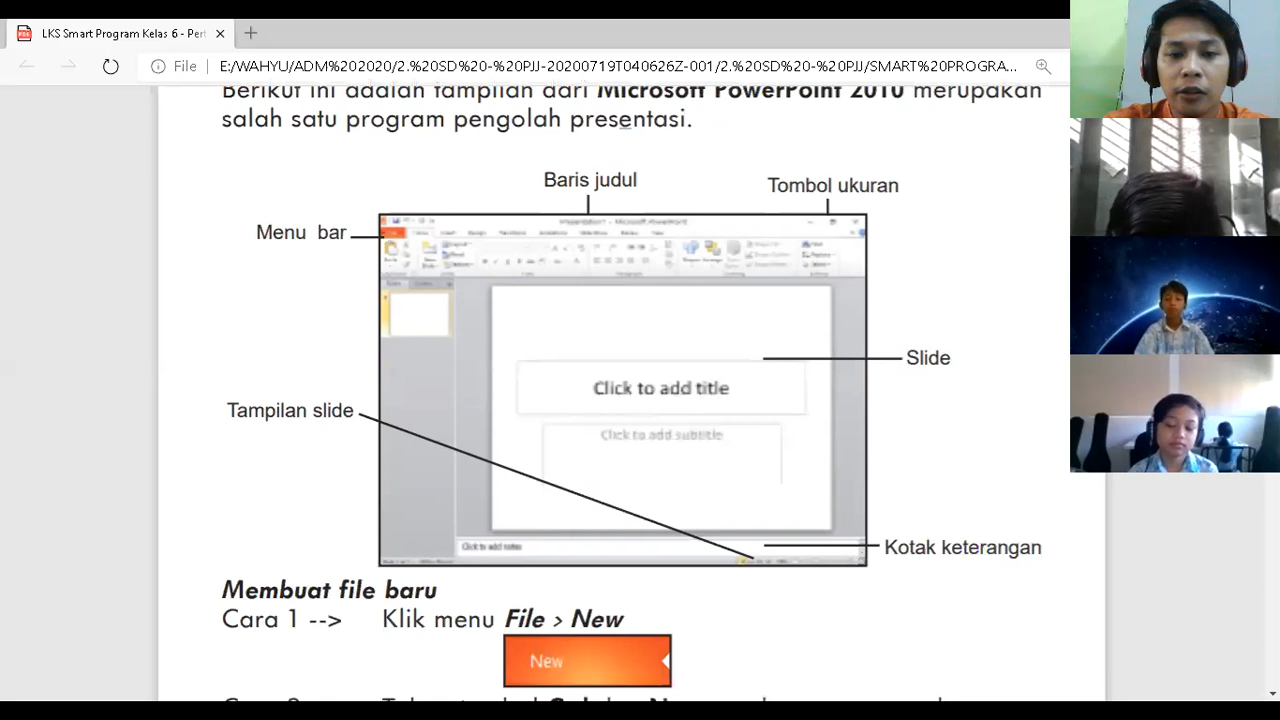 LKS Smart Program Kelas 6 - Pert
File
E:/WAHYU/ADM%202020/2.%20SD%20-%20PJJ-20200719T040626Z-001/2.%20SD%20-%20PJJ/SMART%20PROGRA...
Berikut ini adalah tampilan dari Microsoft PowerPoint 2010 merupakan
salah satu program pengolah presentasi.
Baris judul
Tombol ukuran
Menu bar
Presentation1 - Microsoft PowerPoint
Slide
Click to add title
Tampilan slide
Click to add subtitle
Click to add notes
Kotak keterangan
Membuat file baru
Cara 1 --> Klik menu File > New
New